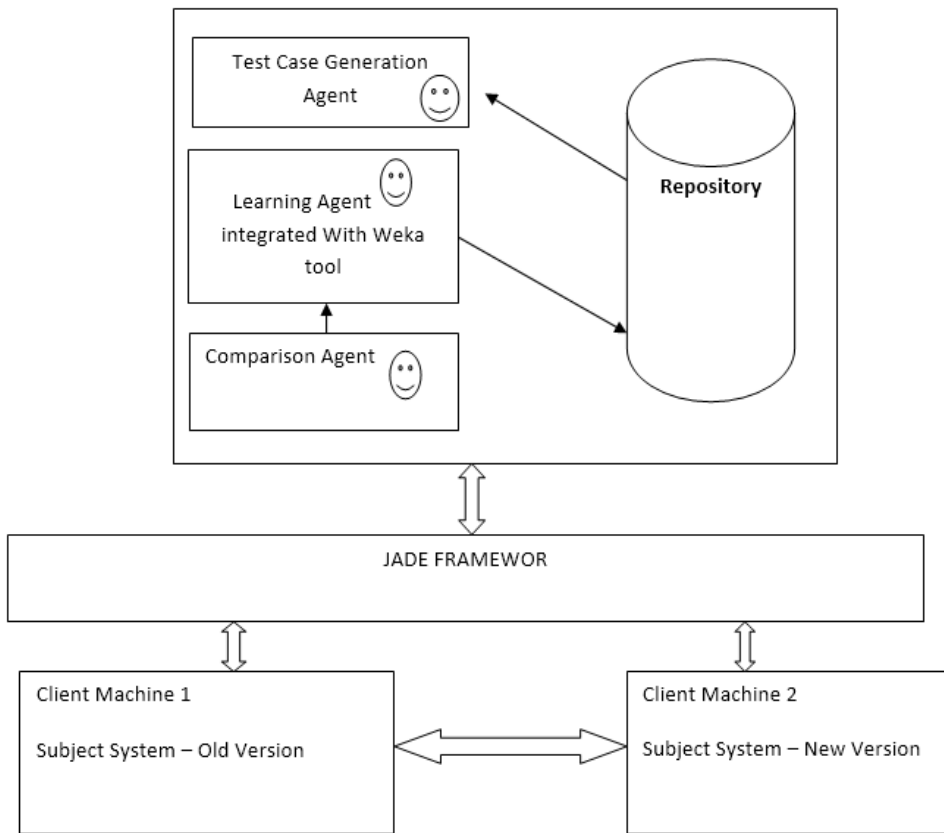 Test Case Generation
Agent
Learning Agent
integrated With Weka
tool
Comparison Agent
Repository
JADE FRAMEWOR
Client Machine 1
Subject System – Old Version
Client Machine 2
Subject System – New Version